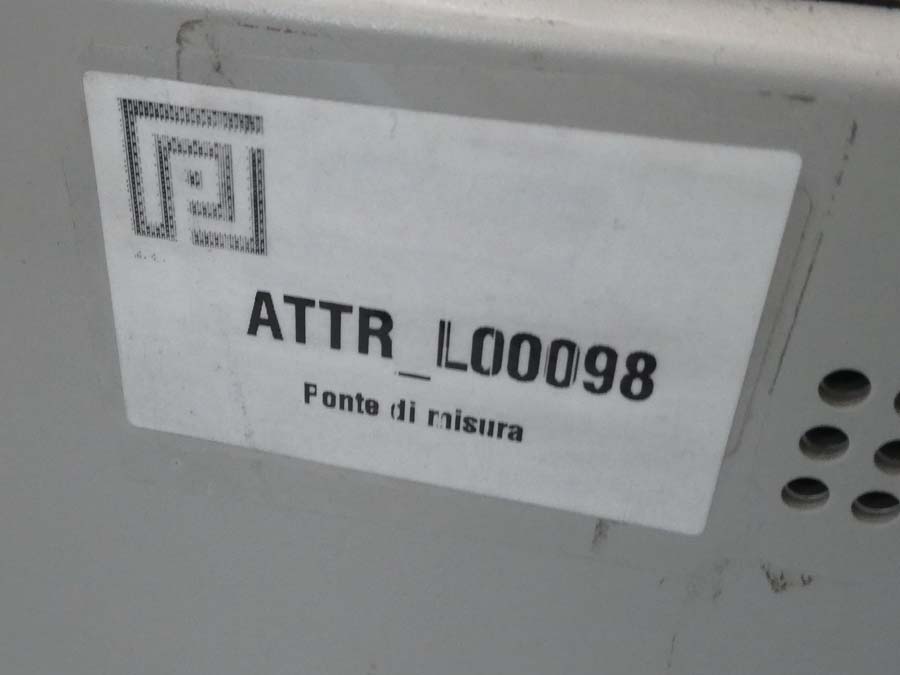 ATTR_L00098
Ponte di misura